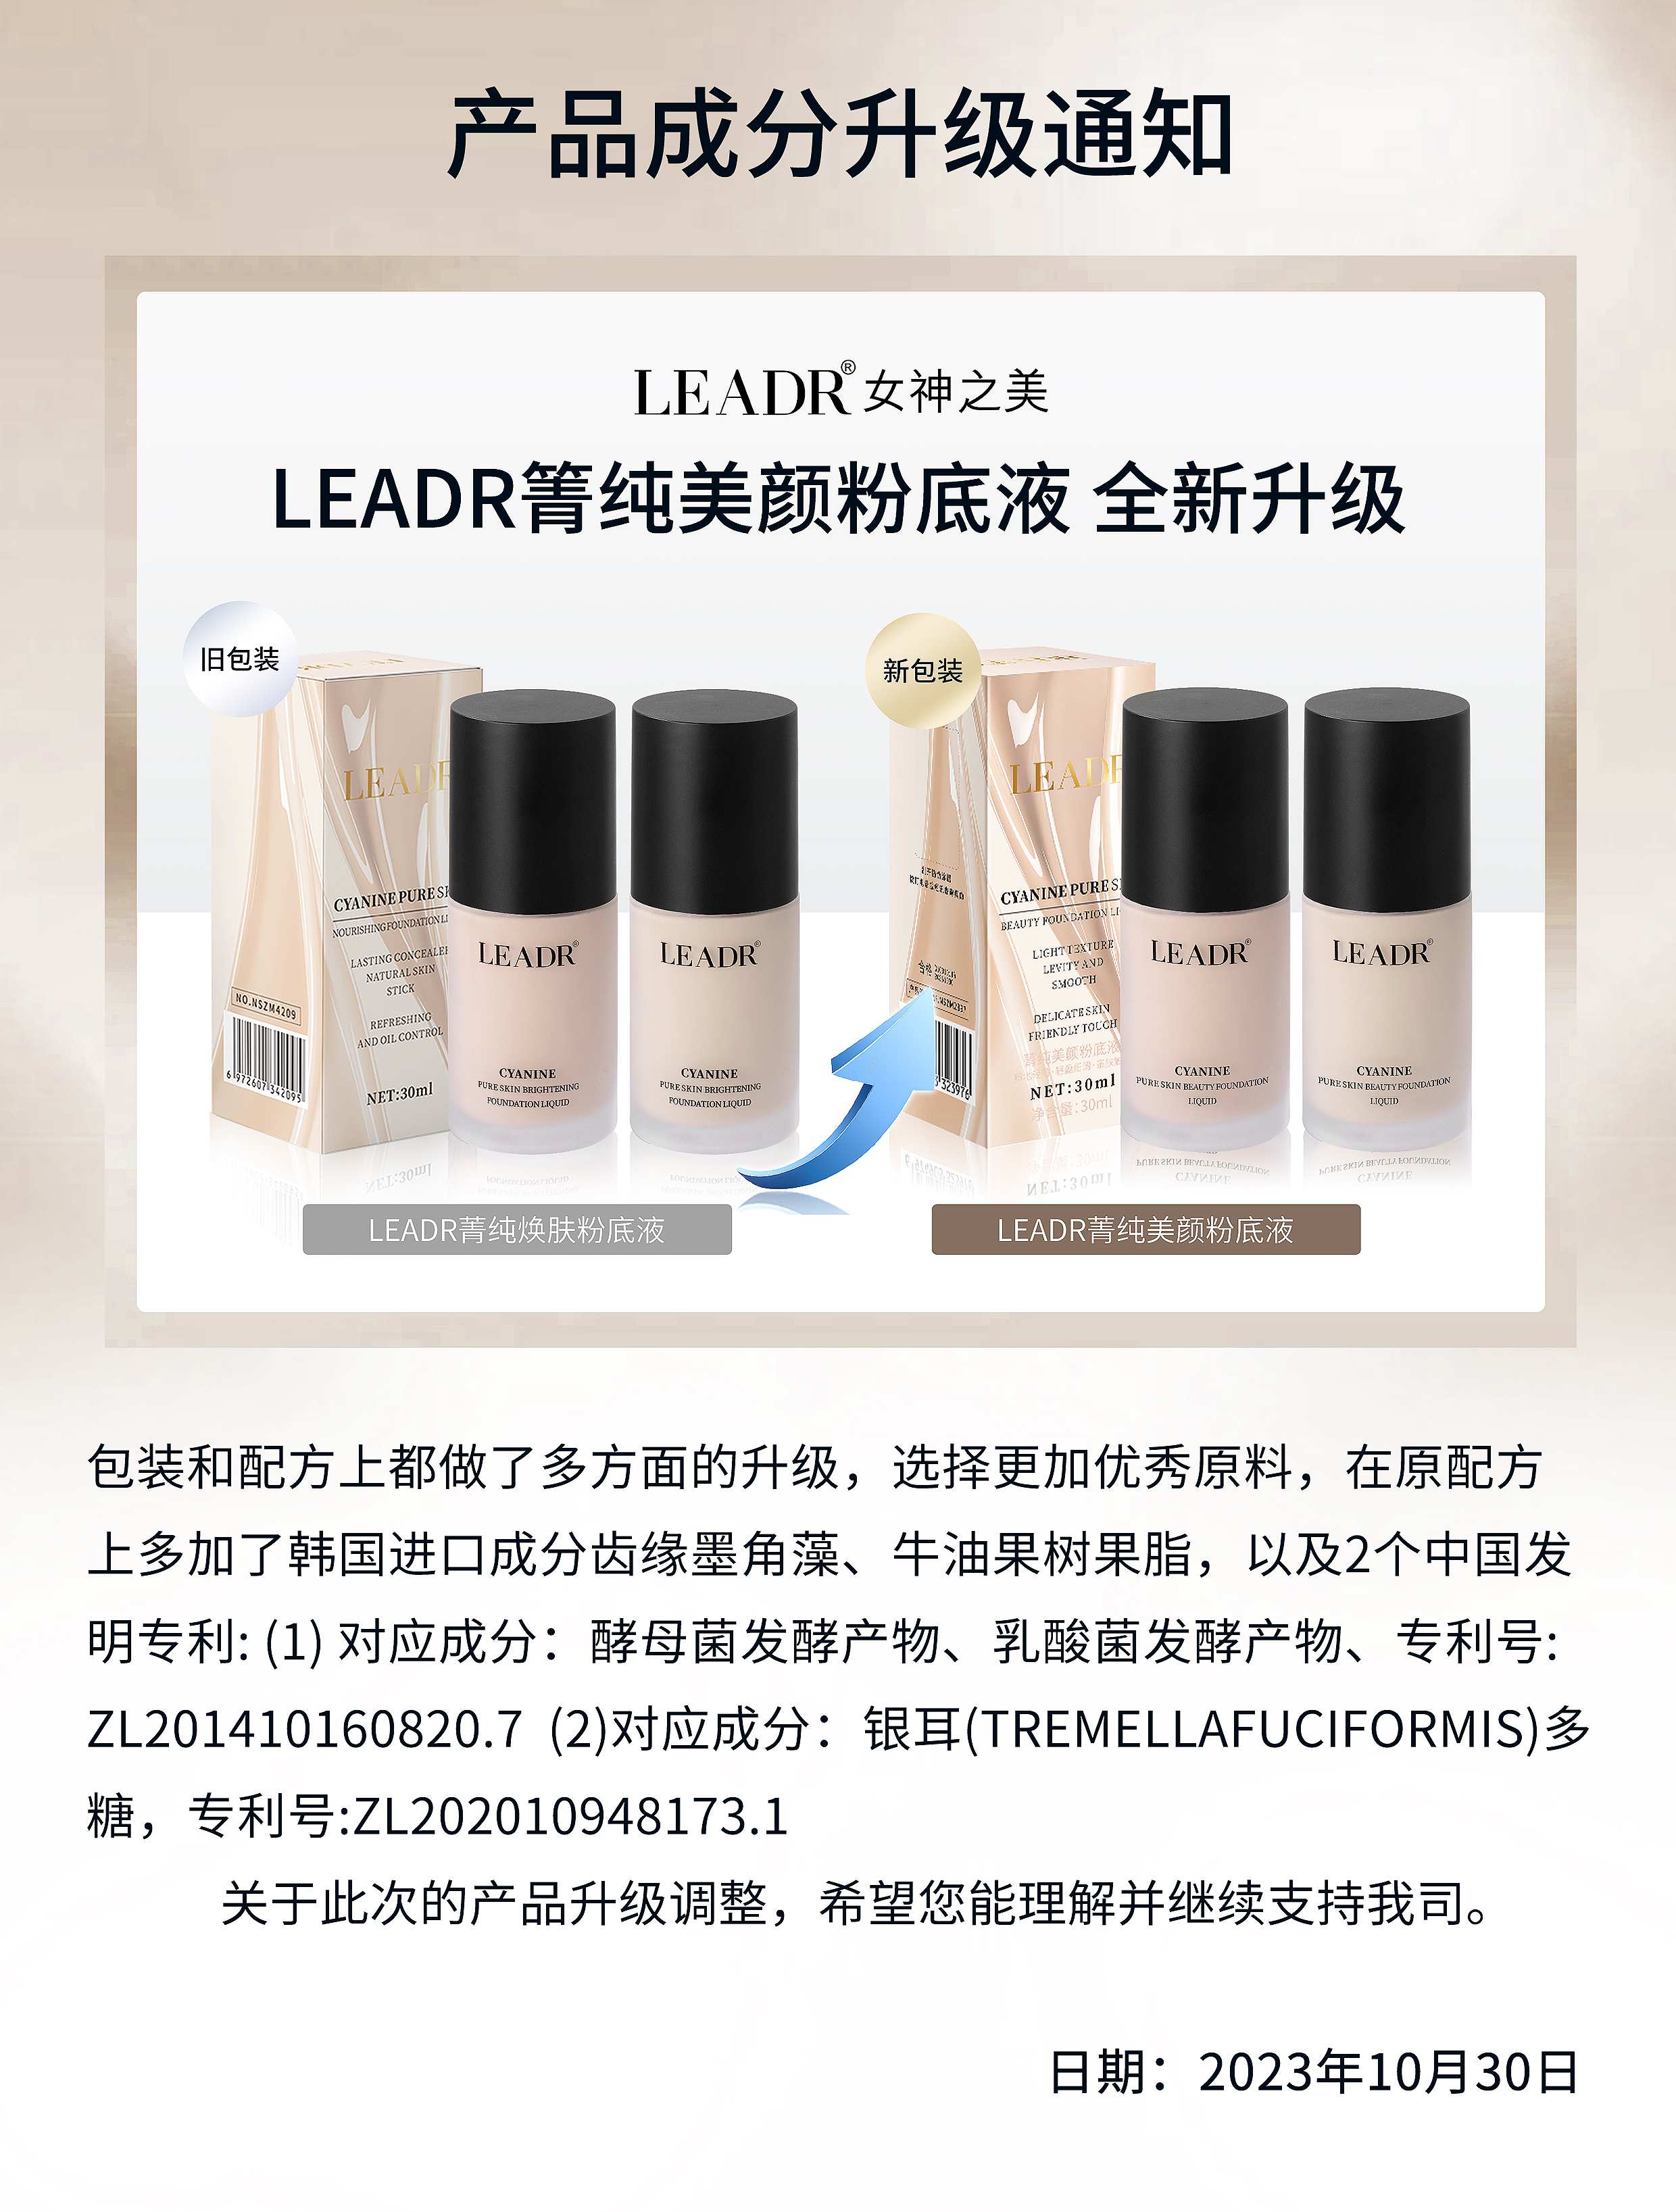 产品成分升级通知
LEADR® 女神之美
LEADR箐纯美颜粉底液 全新升级
旧包装
LEADR
CYANINE PURE SK
NOURISHING FOUNDATION LI
LASTING CONCEALER
NATURAL SKIN
STICK
REFRESHING
AND OIL CONTROL
NET:30ml
NO.NSZM4209
6 972607 342095
LEADR®
CYANINE
PURE SKIN BRIGHTENING
FOUNDATION LIQUID
LEADR®
CYANINE
PURE SKIN BRIGHTENING
FOUNDATION LIQUID
新包装
LEADR
CYANINE PURE S
BEAUTY FOUNDATION LI
LIGHT TEXTURE
LEVITY AND
SMOOTH
DELICATE SKIN
FRIENDLY TOUCH
菁纯美颜粉底液
NET:30ml
净含量:30ml
LEADR®
CYANINE
PURE SKIN BEAUTY FOUNDATION
LIQUID
LEADR®
CYANINE
PURE SKIN BEAUTY FOUNDATION
LIQUID
LEADR菁纯焕肤粉底液
LEADR菁纯美颜粉底液
包装和配方上都做了多方面的升级，选择更加优秀原料，在原配方
上多加了韩国进口成分齿缘墨角藻、牛油果树果脂，以及2个中国发
明专利: (1) 对应成分：酵母菌发酵产物、乳酸菌发酵产物、专利号:
ZL201410160820.7 (2)对应成分：银耳(TREMELLAFUCIFORMIS)多
糖，专利号:ZL202010948173.1
关于此次的产品升级调整，希望您能理解并继续支持我司。
日期：2023年10月30日